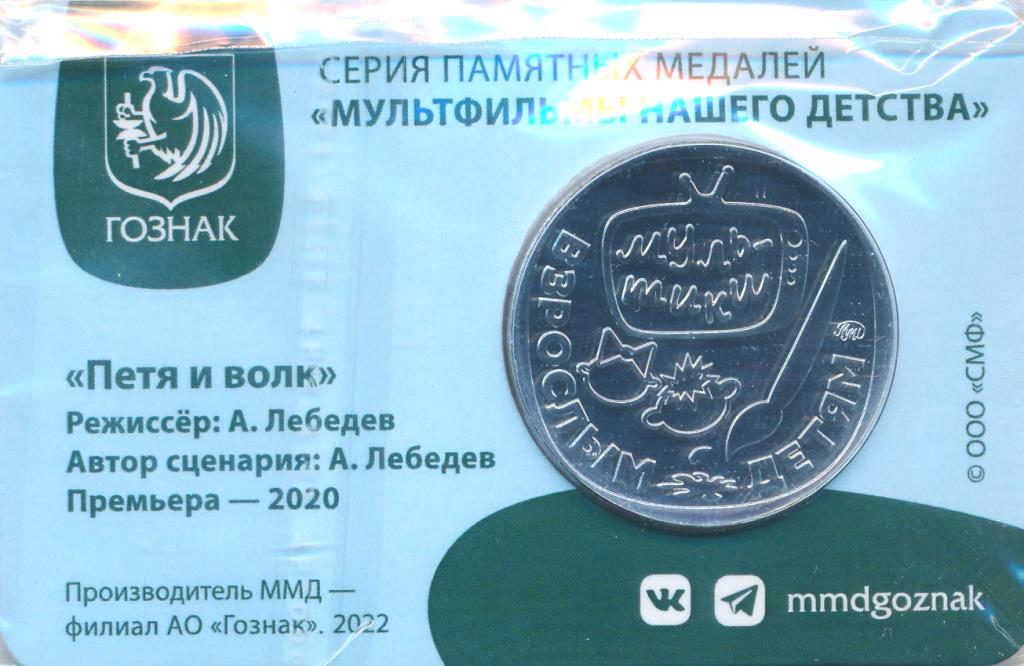 СЕРИЯ ПАМЯТНЫХ МЕДАЛЕЙ
«МУЛЬТФИЛЬМЫ НАШЕГО ДЕТСТВА»
ГОЗНАК
муль-
тики
ВЗРОСЛЫМ ДЕТЯМ
ММД
«Петя и волк»
Режиссёр: А. Лебедев
Автор сценария: А. Лебедев
Премьера — 2020
Производитель ММД —
филиал АО «Гознак». 2022
© ООО «СМФ»
mmdgoznak